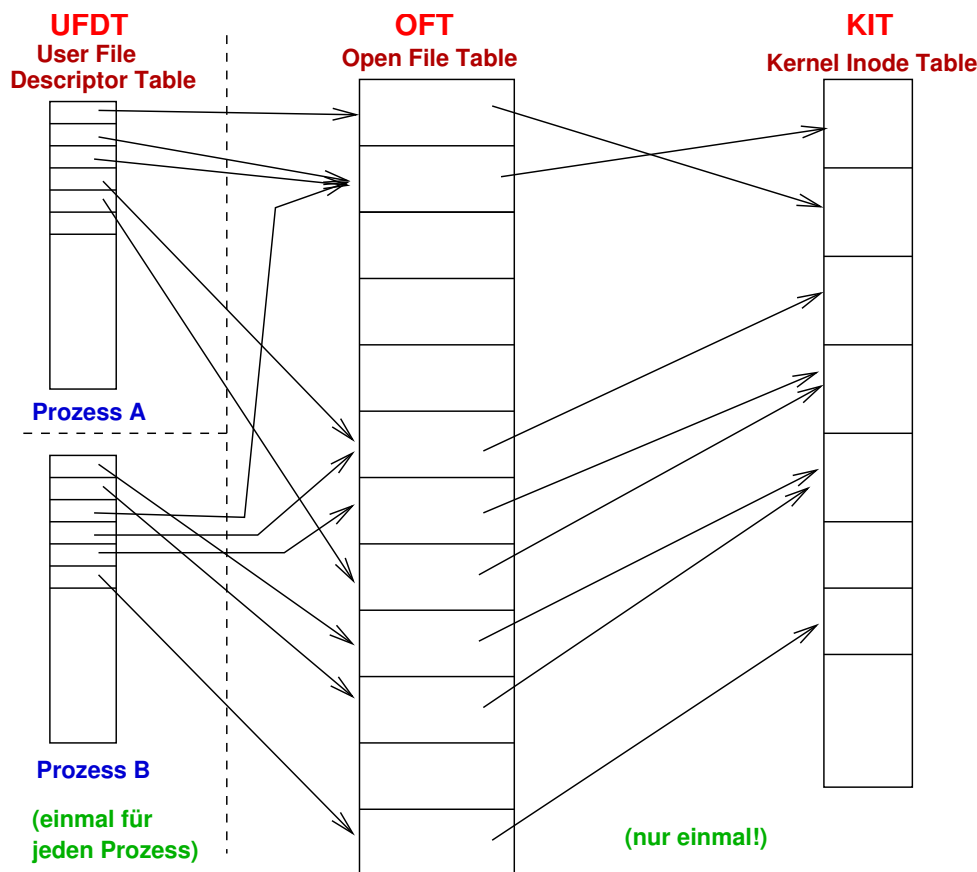 UFDT
User File
Descriptor Table
OFT
Open File Table
KIT
Kernel Inode Table
Prozess A
Prozess B
(einmal für
jeden Prozess)
(nur einmal!)